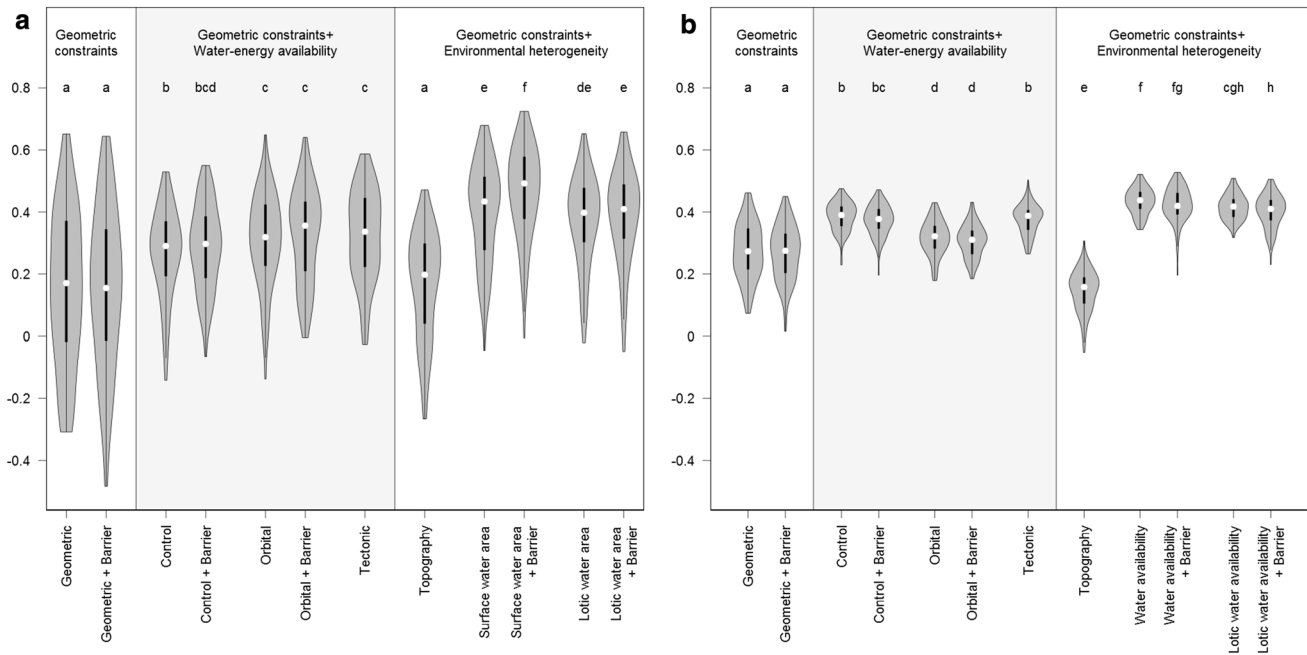 a
Geometric
constraints
Geometric constraints+
Water-energy availability
Geometric constraints+
Environmental heterogeneity
0.8
0.6
0.4
0.2
0
-0.2
-0.4
a
a
b
bcd
c
c
c
a
e
f
de
e
Geometric
Geometric + Barrier
Control
Control + Barrier
Orbital
Orbital + Barrier
Tectonic
Topography
Surface water area
Surface water area
+ Barrier
Lotic water area
Lotic water area
+ Barrier
b
Geometric
constraints
Geometric constraints+
Water-energy availability
Geometric constraints+
Environmental heterogeneity
0.8
0.6
0.4
0.2
0
-0.2
-0.4
a
a
b
bc
d
d
b
e
f
fg
cgh
h
Geometric
Geometric + Barrier
Control
Control + Barrier
Orbital
Orbital + Barrier
Tectonic
Topography
Water availability
Water availability
+ Barrier
Lotic water availability
Lotic water availability
+ Barrier